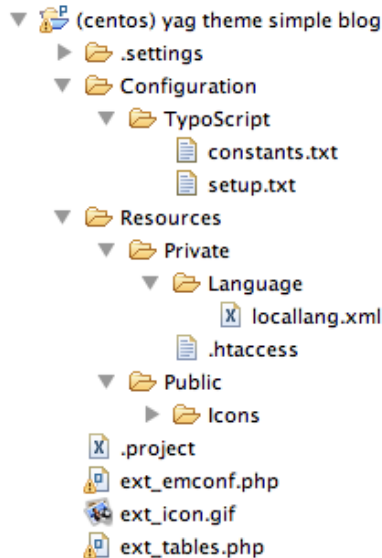 (centos) yag theme simple blog
.settings
Configuration
TypoScript
constants.txt
setup.txt
Resources
Private
Language
locallang.xml
.htaccess
Public
Icons
.project
ext_emconf.php
ext_icon.gif
ext_tables.php